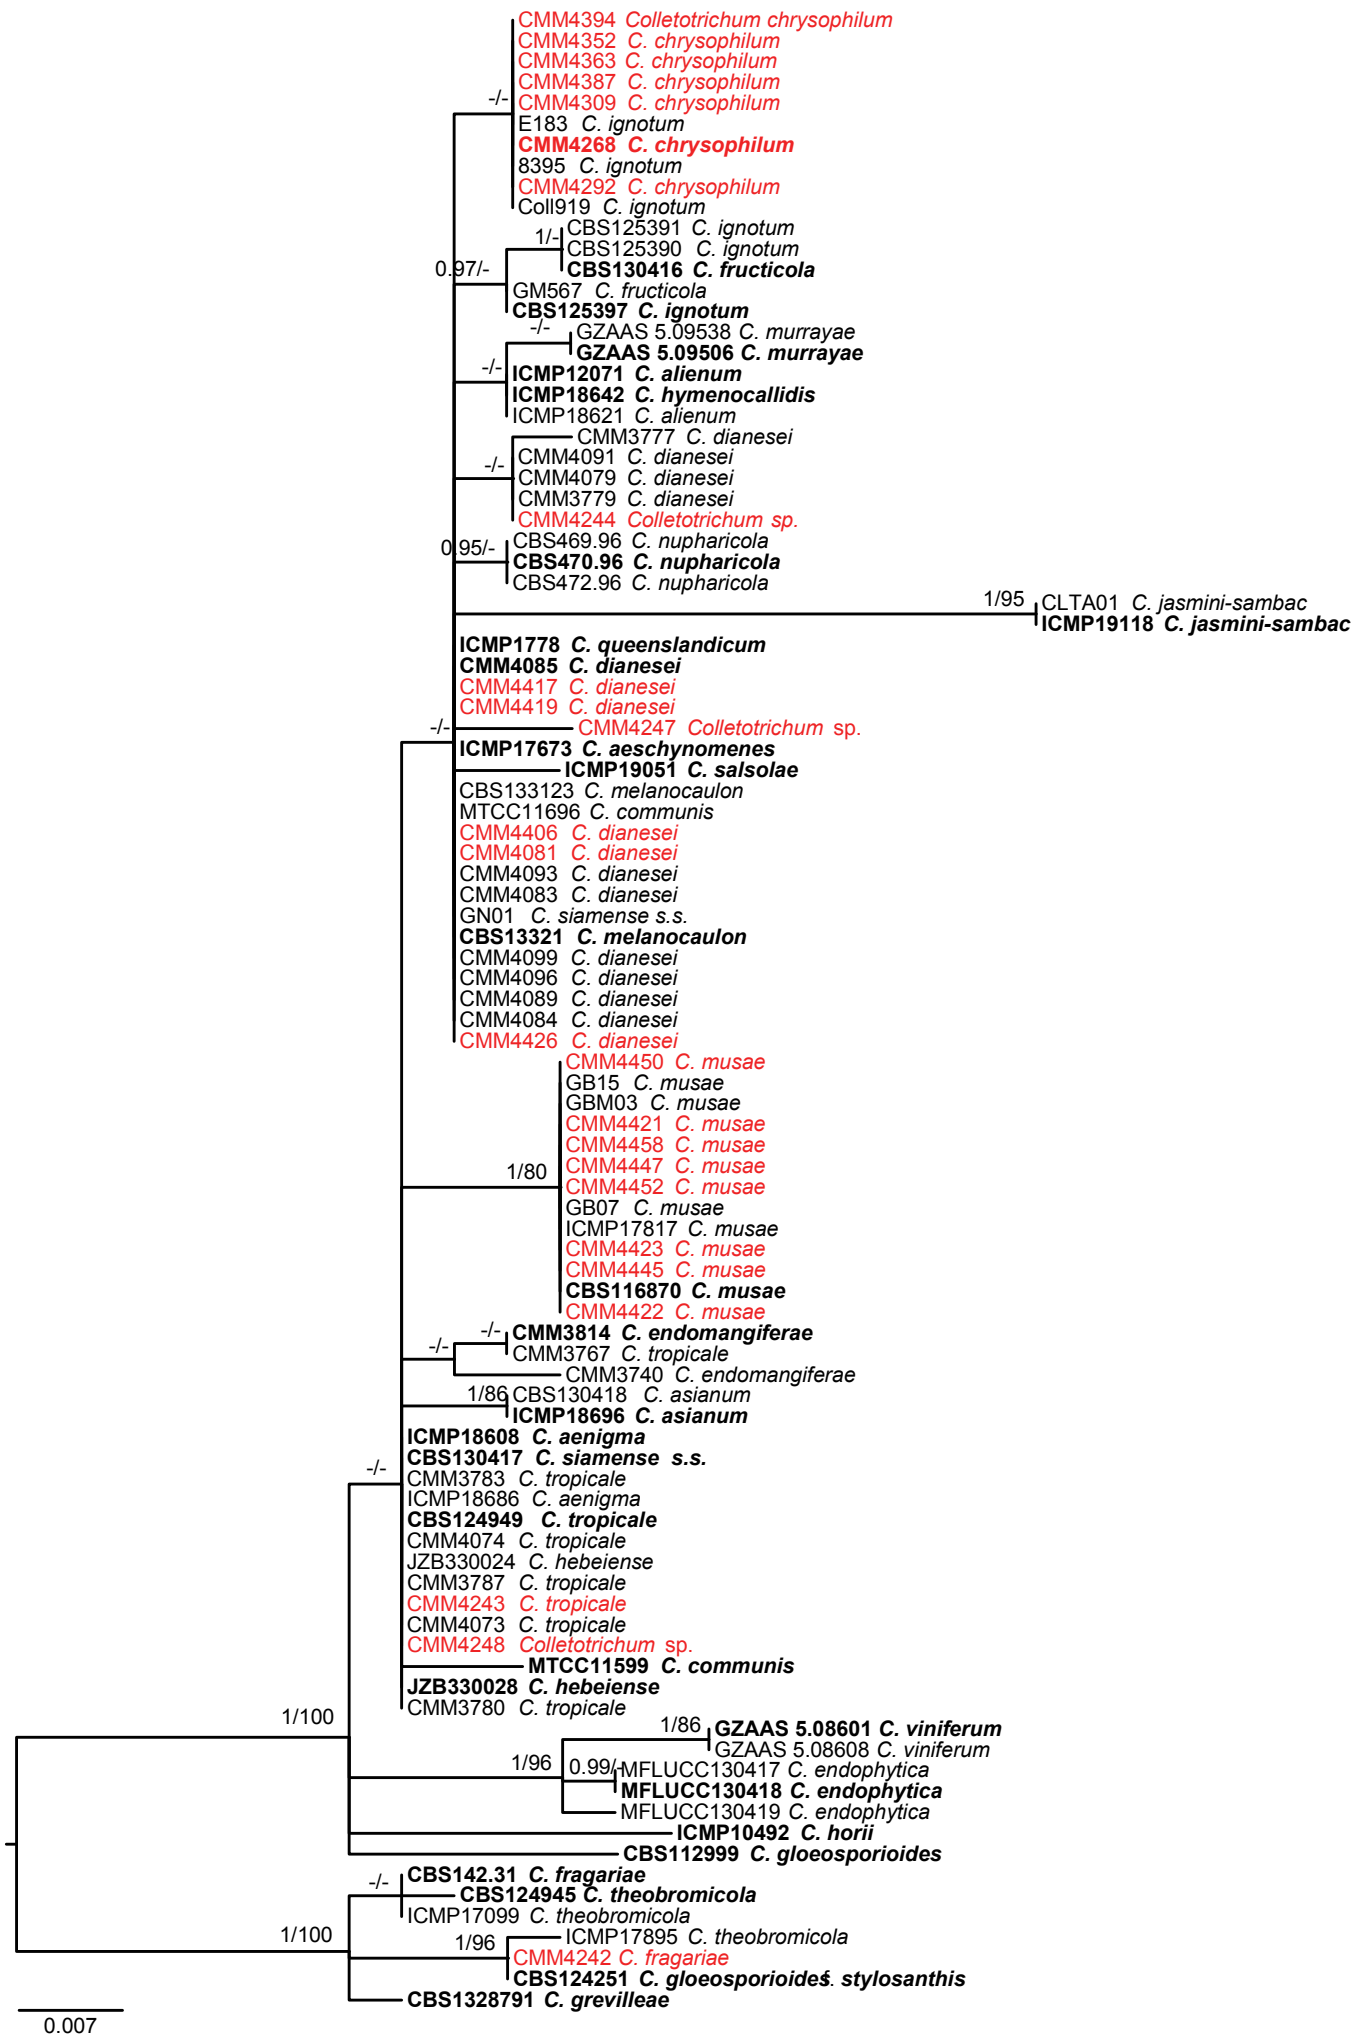 CMM4394 Colletotrichum chrysophilum
CMM4352 C. chrysophilum
CMM4363 C. chrysophilum
CMM4387 C. chrysophilum
-/- CMM4309 C. chrysophilum
E183 C. ignotum
CMM4268 C. chrysophilum
8395 C. ignotum
CMM4292 C. chrysophilum
Coll919 C. ignotum
CBS125391 C. ignotum
1/- CBS125390 C. ignotum
0.97/- CBS130416 C. fructicola
GM567 C. fructicola
CBS125397 C. ignotum
-/- GZAAS 5.09538 C. murrayae
GZAAS 5.09506 C. murrayae
-/- ICMP12071 C. alienum
ICMP18642 C. hymenocallidis
ICMP18621 C. alienum
CMM3777 C. dianesei
-/- CMM4091 C. dianesei
CMM4079 C. dianesei
CMM3779 C. dianesei
CMM4244 Colletotrichum sp.
0.95/- CBS469.96 C. nupharicola
CBS470.96 C. nupharicola
CBS472.96 C. nupharicola
1/95 CLTA01 C. jasmini-sambac
ICMP19118 C. jasmini-sambac
ICMP1778 C. queenslandicum
CMM4085 C. dianesei
CMM4417 C. dianesei
CMM4419 C. dianesei
-/- CMM4247 Colletotrichum sp.
ICMP17673 C. aeschynomenes
ICMP19051 C. salsolae
CBS133123 C. melanocaulon
MTCC11696 C. communis
CMM4406 C. dianesei
CMM4081 C. dianesei
CMM4093 C. dianesei
CMM4083 C. dianesei
GN01 C. siamense s.s.
CBS13321 C. melanocaulon
CMM4099 C. dianesei
CMM4096 C. dianesei
CMM4089 C. dianesei
CMM4084 C. dianesei
CMM4426 C. dianesei
CMM4450 C. musae
GB15 C. musae
GBM03 C. musae
CMM4421 C. musae
CMM4458 C. musae
1/80 CMM4447 C. musae
CMM4452 C. musae
GB07 C. musae
ICMP17817 C. musae
CMM4423 C. musae
CMM4445 C. musae
CBS116870 C. musae
CMM4422 C. musae
-/- CMM3814 C. endomangiferae
-/- CMM3767 C. tropicale
CMM3740 C. endomangiferae
1/86 CBS130418 C. asianum
ICMP18696 C. asianum
ICMP18608 C. aenigma
CBS130417 C. siamense s.s.
-/- CMM3783 C. tropicale
ICMP18686 C. aenigma
CBS124949 C. tropicale
CMM4074 C. tropicale
JZB330024 C. hebeiense
CMM3787 C. tropicale
CMM4243 C. tropicale
CMM4073 C. tropicale
CMM4248 Colletotrichum sp.
MTCC11599 C. communis
JZB330028 C. hebeiense
CMM3780 C. tropicale
1/100
1/86 GZAAS 5.08601 C. viniferum
GZAAS 5.08608 C. viniferum
1/96 0.99/- MFLUCC130417 C. endophytica
MFLUCC130418 C. endophytica
MFLUCC130419 C. endophytica
ICMP10492 C. horii
CBS112999 C. gloeosporioides
-/- CBS142.31 C. fragariae
CBS124945 C. theobromicola
ICMP17099 C. theobromicola
1/100 1/96 ICMP17895 C. theobromicola
CMM4242 C. fragariae
CBS124251 C. gloeosporioides f. stylosanthis
CBS1328791 C. grevilleae
0.007